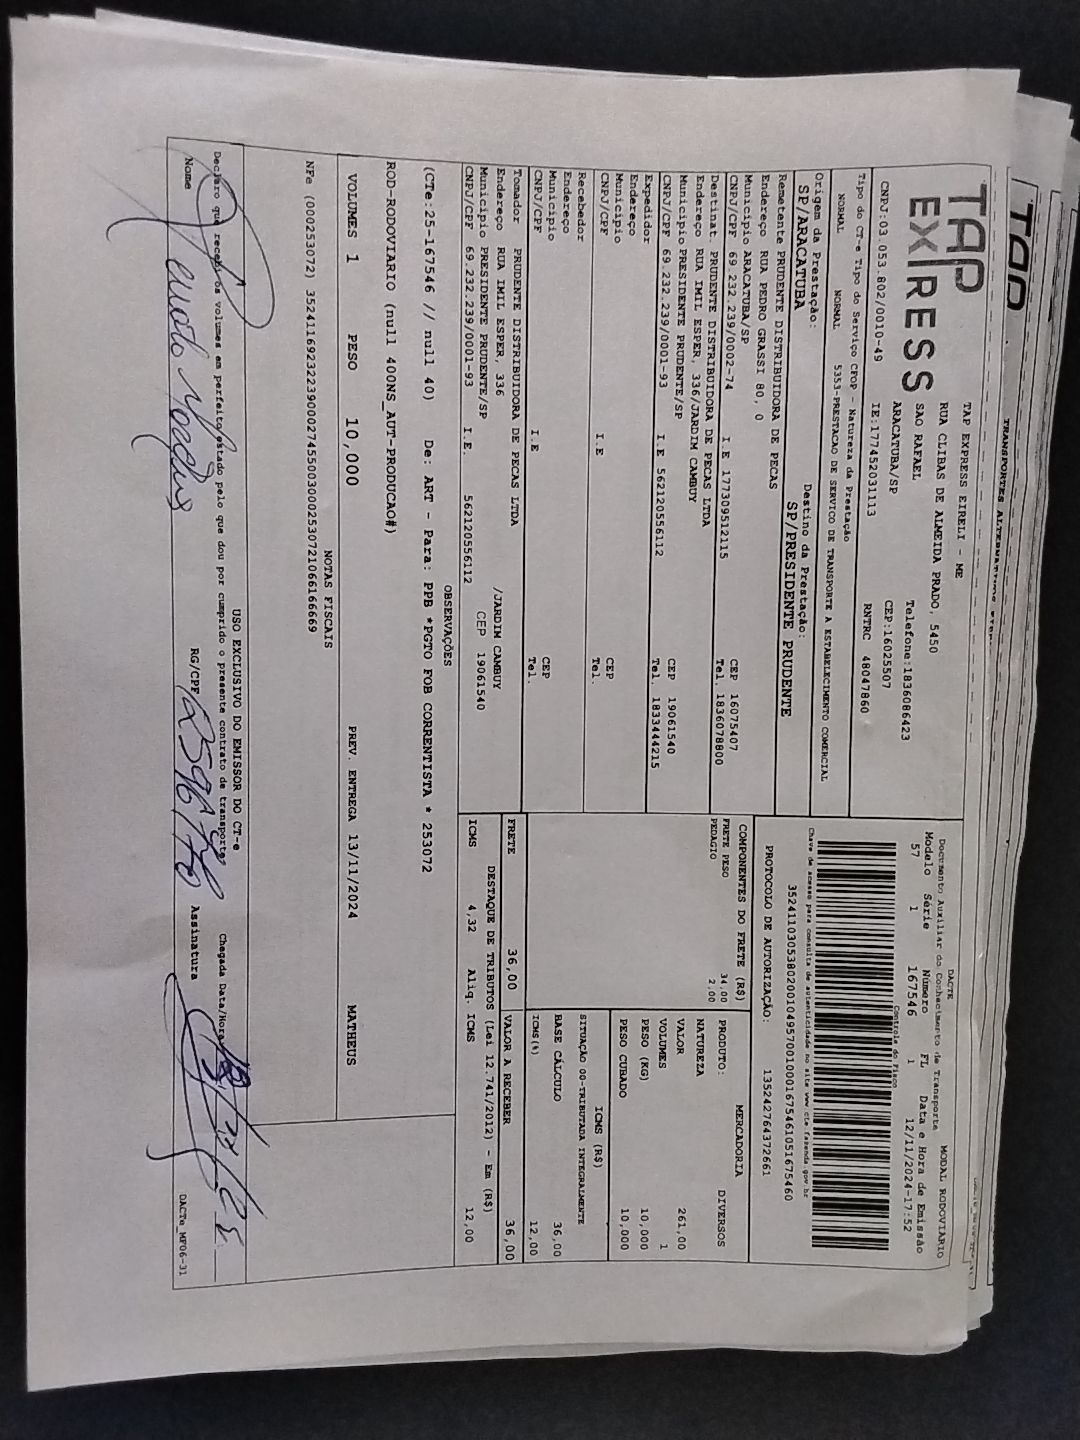 TRANSPORTES ALTERNATIVOS
TAP
EXPRESS
TAP EXPRESS EIRELI - ME
RUA CLIBAS DE ALMEIDA PRADO, 5450
SAO RAFAEL
ARACATUBA/SP
CEP:16025507
Telefone:1836086423
CNPJ:03.053.802/0010-49 IE:177452031113 RNTRC 48047860
DACTE
Documento Auxiliar do Conhecimento de Transporte MODAL RODOVIARIO
Modelo Série Número FL Data e Hora de Emissão
57 1 167546 1 12/11/2024-17:52
Controle do Fisco
Tipo do CT-e Tipo do Serviço CFOP - Natureza da Prestação
NORMAL NORMAL 5353-PRESTACAO DE SERVICO DE TRANSPORTE A ESTABELECIMENTO COMERCIAL
Chave de acesso para consulta de autenticidade no site www.cte.fazenda.gov.br
35241103053802001049570010001675461051675460
Origem da Prestação: Destino da Prestação:
SP/ARACATUBA SP/PRESIDENTE PRUDENTE
PROTOCOLO DE AUTORIZAÇÃO: 135242764372661
Remetente PRUDENTE DISTRIBUIDORA DE PECAS
Endereço RUA PEDRO GRASSI 80, 0
Município ARACATUBA/SP CEP 16075407
CNPJ/CPF 69.232.239/0002-74 I.E 177309512115 Tel. 1836078800
Destinat. PRUDENTE DISTRIBUIDORA DE PECAS LTDA
Endereço RUA IMIL ESPER, 336/JARDIM CAMBUY
Município PRESIDENTE PRUDENTE/SP CEP 19061540
CNPJ/CPF 69.232.239/0001-93 I.E 562120556112 Tel. 1833444215
Expedidor
Endereço
Município CEP
CNPJ/CPF I.E Tel.
Recebedor
Endereço
Município CEP
CNPJ/CPF I.E Tel.
COMPONENTES DO FRETE (R$)
FRETE PESO 34,00
PEDAGIO 2,00
MERCADORIA
PRODUTO: DIVERSOS
NATUREZA
VALOR 261,00
VOLUMES 1
PESO (KG) 10,000
PESO CUBADO 10,000
ICMS (R$)
SITUAÇÃO 00-TRIBUTADA INTEGRALMENTE
BASE CÁLCULO 36,00
ICMS(%) 12,00
Tomador PRUDENTE DISTRIBUIDORA DE PECAS LTDA
Endereço RUA IMIL ESPER, 336 /JARDIM CAMBUY
Município PRESIDENTE PRUDENTE/SP CEP 19061540
CNPJ/CPF 69.232.239/0001-93 I.E. 562120556112
FRETE 36,00 VALOR A RECEBER 36,00
DESTAQUE DE TRIBUTOS (Lei 12.741/2012) - Em (R$)
ICMS 4,32 Aliq. ICMS 12,00
OBSERVAÇÕES
(CTe:25-167546 // null 40) De: ART - Para: PPB *PGTO FOB CORRENTISTA * 253072
ROD-RODOVIARIO (null 400NS_AUT-PRODUCAO#)
VOLUMES 1 PESO 10,000 PREV. ENTREGA 13/11/2024 MATHEUS
NOTAS FISCAIS
NFe (000253072) 35241169232239000274550030002530721066166669
USO EXCLUSIVO DO EMISSOR DO CT-e
Declaro que recebi os volumes em perfeito estado pelo que dou por cumprido o presente contrato de transporte Chegada Data/Hora
Nome RG/CPF Assinatura
DACTe_MF06-31